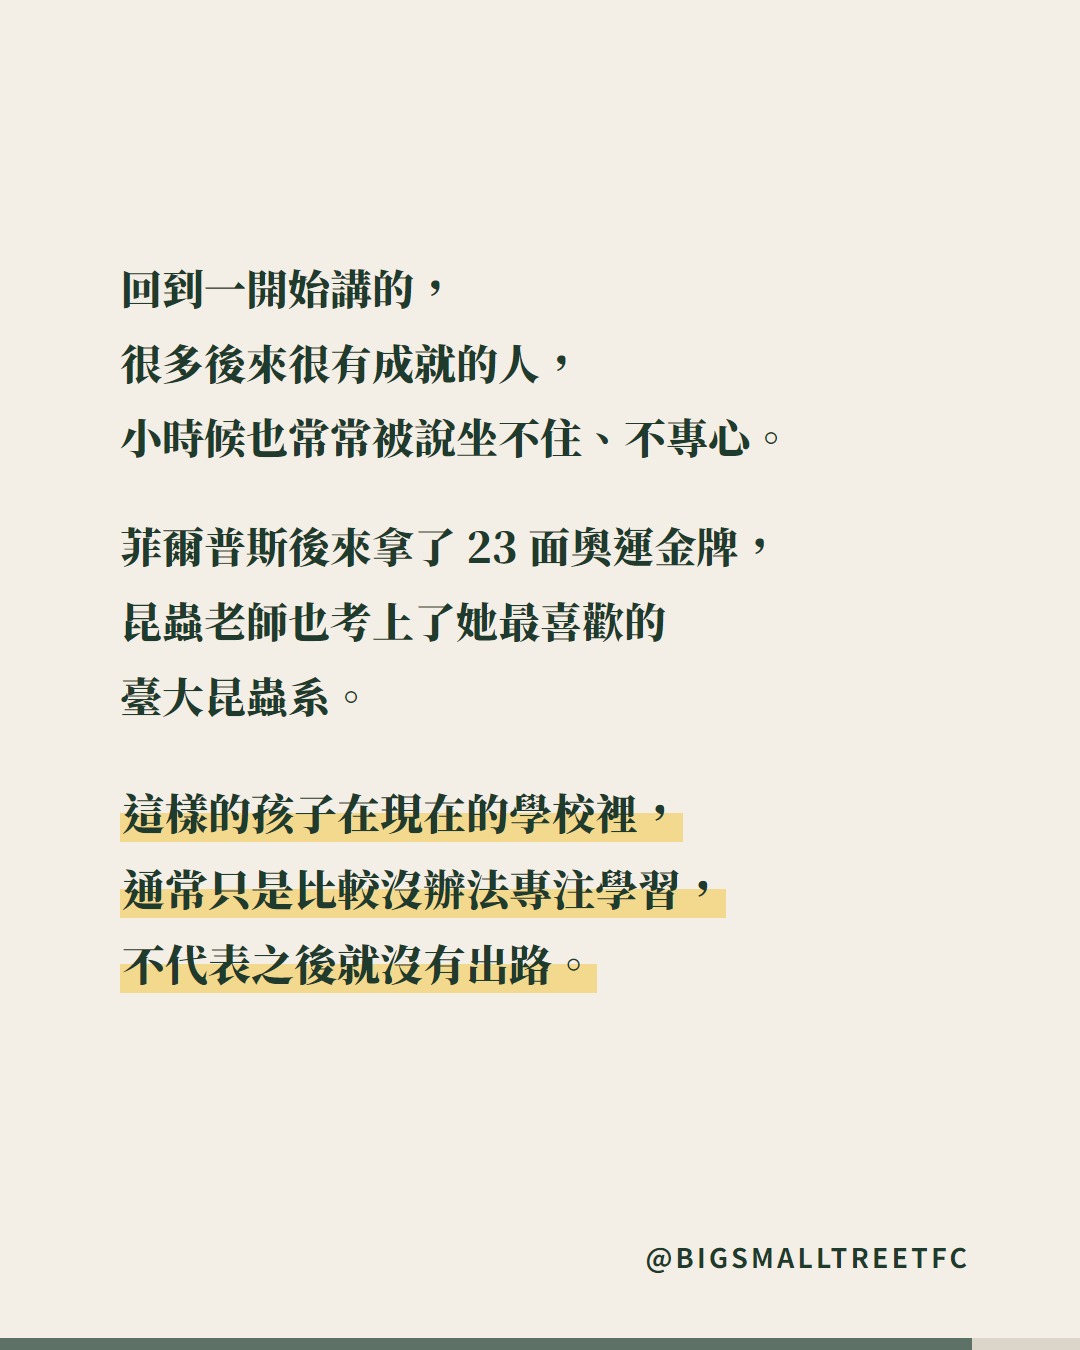 回到一開始講的，
很多後來很有成就的人，
小時候也常常被說坐不住、不專心。
菲爾普斯後來拿了 23 面奧運金牌，
昆蟲老師也考上了她最喜歡的
臺大昆蟲系。
這樣的孩子在現在的學校裡，
通常只是比較沒辦法專注學習，
不代表之後就沒有出路。
@BIGSMALLTREETFC